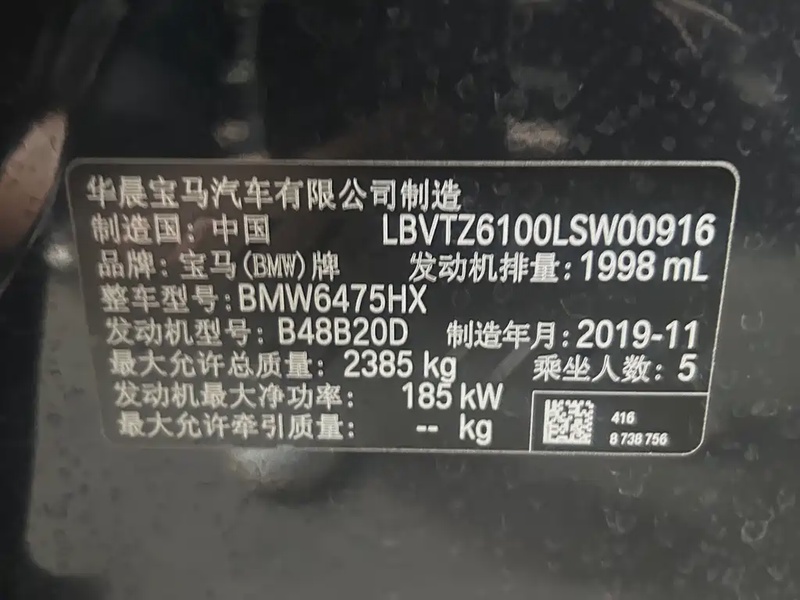 华晨宝马汽车有限公司制造
制造国: 中国 LBVTZ6100LSW00916
品牌: 宝马(BMW)牌 发动机排量: 1998 mL
整车型号: BMW6475HX
发动机型号: B48B20D 制造年月: 2019-11
最大允许总质量: 2385 kg 乘坐人数: 5
发动机最大净功率: 185 kW
最大允许牵引质量: -- kg
416
8 738 756